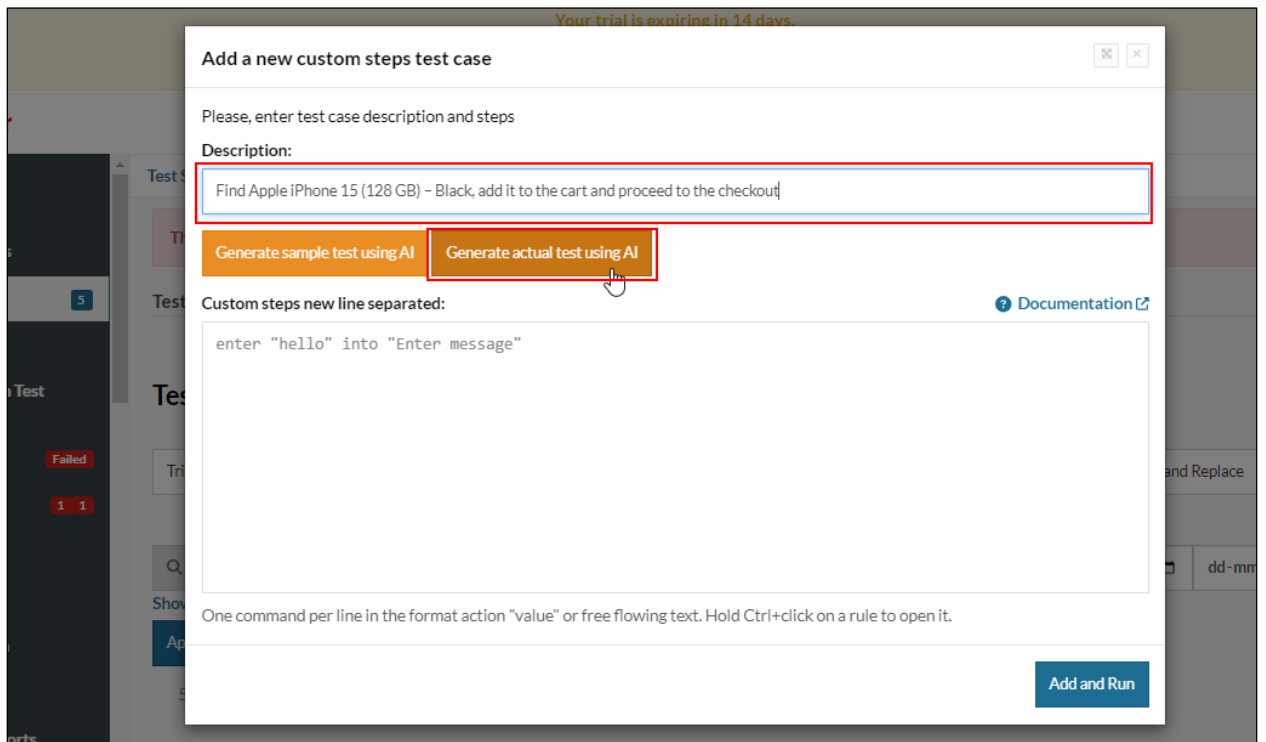 Your trial is expiring in 14 days.
Add a new custom steps test case
Please, enter test case description and steps
Description:
Find Apple iPhone 15 (128 GB) – Black, add it to the cart and proceed to the checkout
Generate sample test using AI Generate actual test using AI
Custom steps new line separated: Documentation
enter "hello" into "Enter message"
One command per line in the format action "value" or free flowing text. Hold Ctrl+click on a rule to open it.
Add and Run
5
Test
Failed
1 1
Test
and Replace
dd-mm